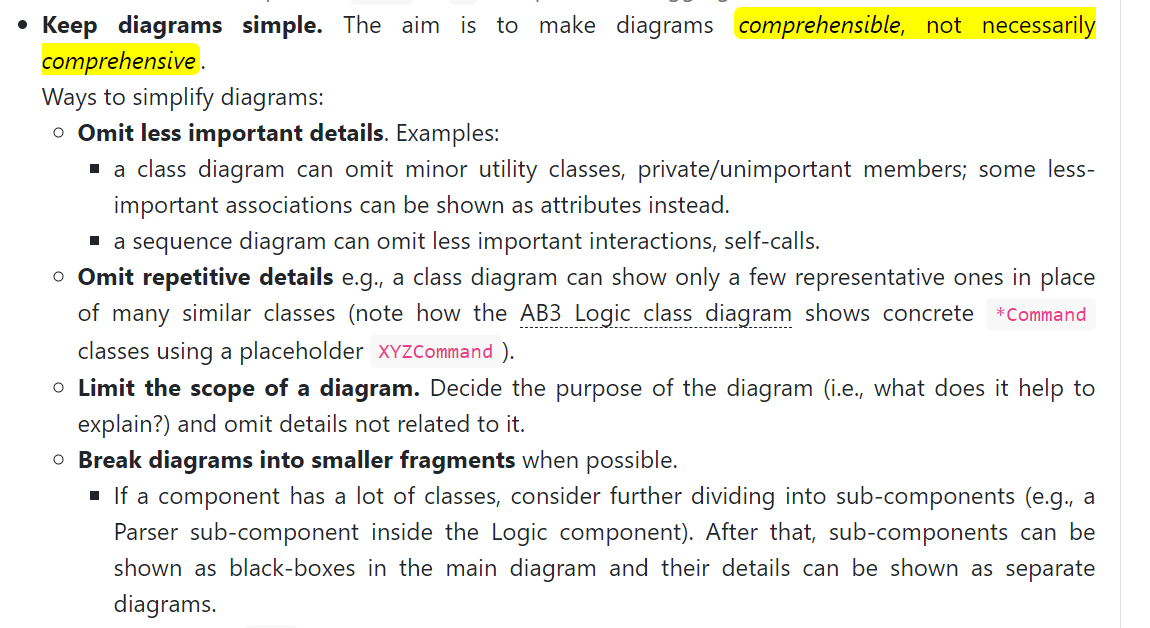 Keep diagrams simple. The aim is to make diagrams comprehensible, not necessarily
comprehensive.
Ways to simplify diagrams:
Omit less important details. Examples:
a class diagram can omit minor utility classes, private/unimportant members; some less-
important associations can be shown as attributes instead.
a sequence diagram can omit less important interactions, self-calls.
Omit repetitive details e.g., a class diagram can show only a few representative ones in place
of many similar classes (note how the AB3 Logic class diagram shows concrete *Command
classes using a placeholder XYZCommand ).
Limit the scope of a diagram. Decide the purpose of the diagram (i.e., what does it help to
explain?) and omit details not related to it.
Break diagrams into smaller fragments when possible.
If a component has a lot of classes, consider further dividing into sub-components (e.g., a
Parser sub-component inside the Logic component). After that, sub-components can be
shown as black-boxes in the main diagram and their details can be shown as separate
diagrams.